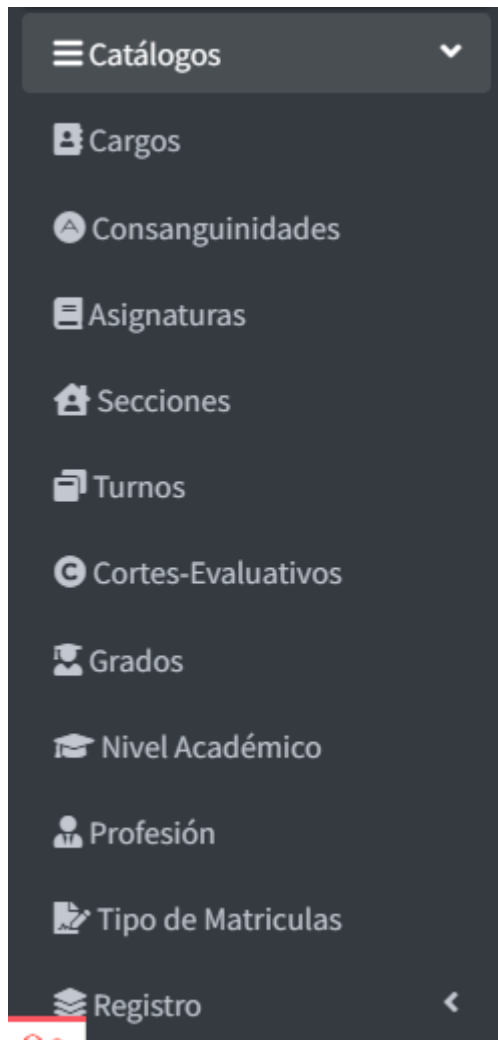 Catálogos
Cargos
Consanguinidades
Asignaturas
Secciones
Turnos
Cortes-Evaluativos
Grados
Nivel Académico
Profesión
Tipo de Matriculas
Registro